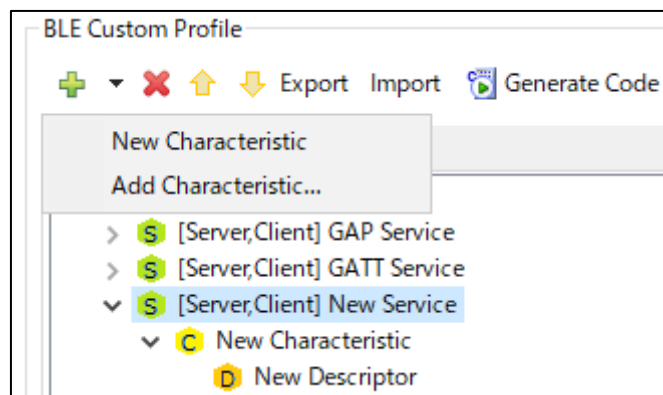 BLE Custom Profile
Export Import Generate Code
New Characteristic
Add Characteristic...
S [Server,Client] GAP Service
S [Server,Client] GATT Service
S [Server,Client] New Service
C New Characteristic
D New Descriptor